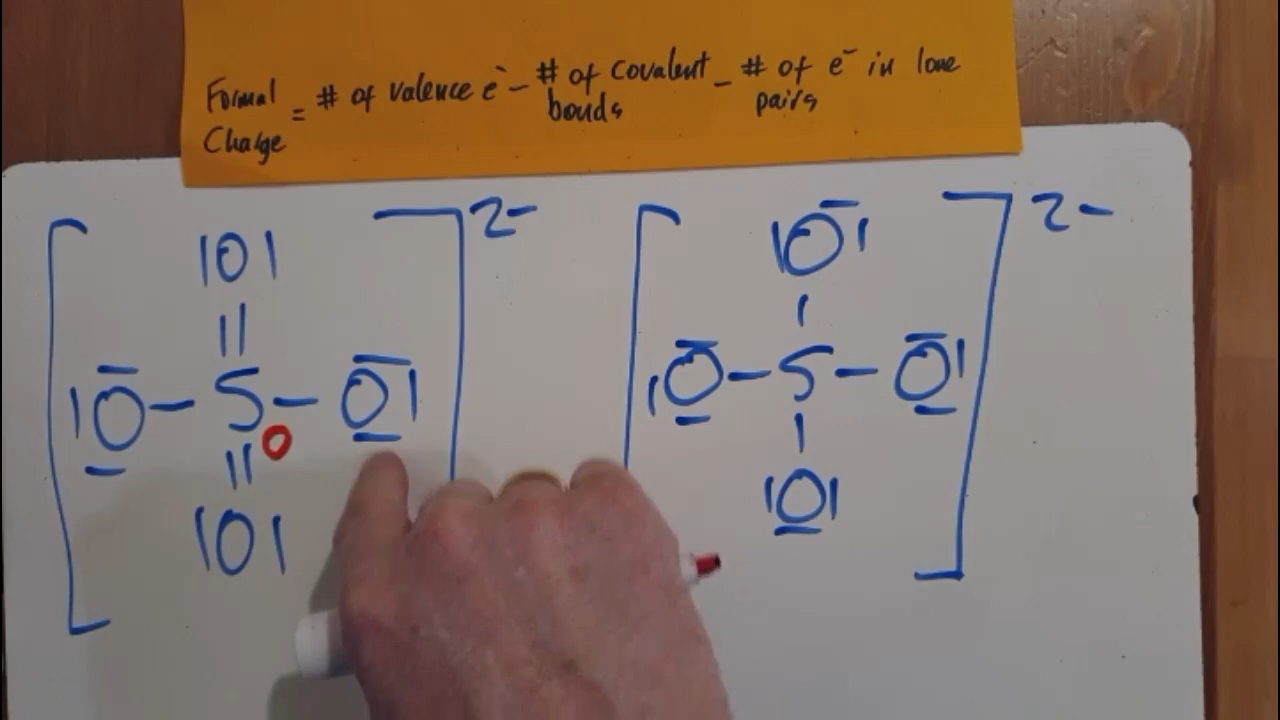 Formal = # of valence e⁻ - # of covalent - # of e⁻ in lone
Charge bonds pairs
[ |O| ]2- [ |O̅| ]2-
|| |
|O̲̅ - S - O̲̅| |O̲̅ - S - O̲̅|
0
|| |
|O| |O̲|